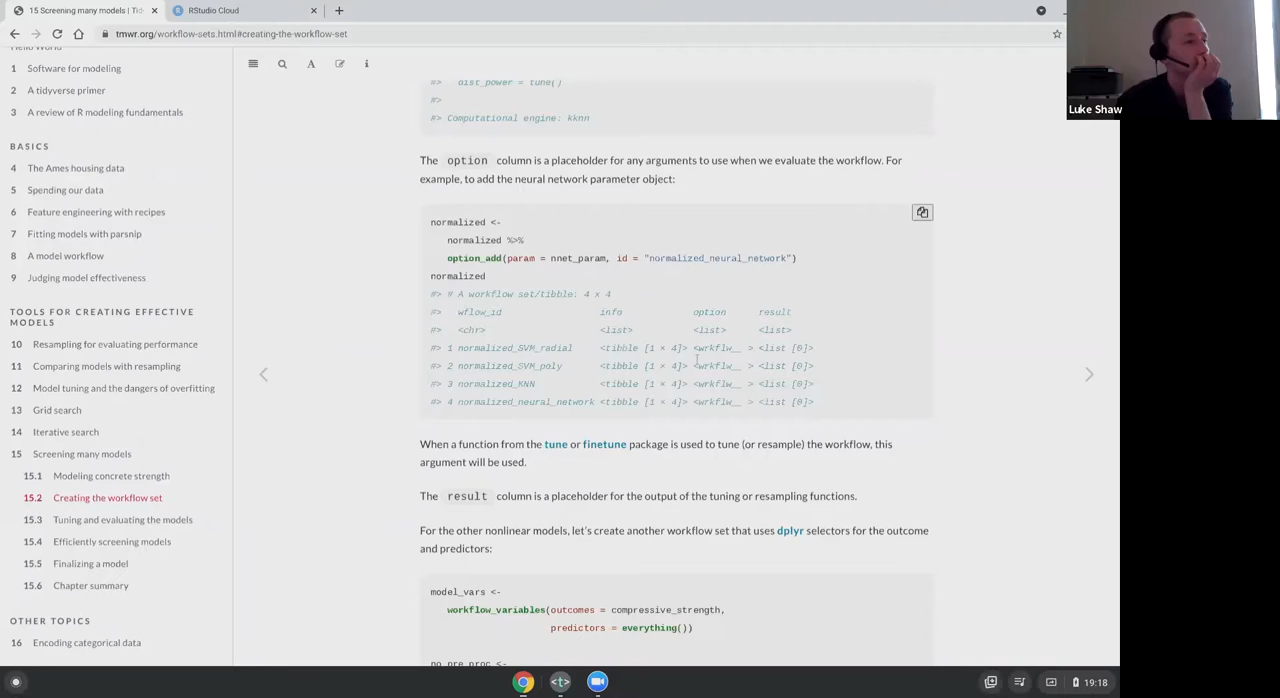 15 Screening many models | Tid
RStudio Cloud
tmwr.org/workflow-sets.html#creating-the-workflow-set
Luke Shaw
Hello World
1 Software for modeling
2 A tidyverse primer
3 A review of R modeling fundamentals
BASICS
4 The Ames housing data
5 Spending our data
6 Feature engineering with recipes
7 Fitting models with parsnip
8 A model workflow
9 Judging model effectiveness
TOOLS FOR CREATING EFFECTIVE
MODELS
10 Resampling for evaluating performance
11 Comparing models with resampling
12 Model tuning and the dangers of overfitting
13 Grid search
14 Iterative search
15 Screening many models
15.1 Modeling concrete strength
15.2 Creating the workflow set
15.3 Tuning and evaluating the models
15.4 Efficiently screening models
15.5 Finalizing a model
15.6 Chapter summary
OTHER TOPICS
16 Encoding categorical data
#> dist_power = tune()
#>
#> Computational engine: kknn
The option column is a placeholder for any arguments to use when we evaluate the workflow. For
example, to add the neural network parameter object:
normalized <-
normalized %>%
option_add(param = nnet_param, id = "normalized_neural_network")
normalized
#> # A workflow set/tibble: 4 × 4
#> wflow_id info option result
#> <chr> <list> <list> <list>
#> 1 normalized_SVM_radial <tibble [1 × 4]> <wrkflw__ > <list [0]>
#> 2 normalized_SVM_poly <tibble [1 × 4]> <wrkflw__ > <list [0]>
#> 3 normalized_KNN <tibble [1 × 4]> <wrkflw__ > <list [0]>
#> 4 normalized_neural_network <tibble [1 × 4]> <wrkflw__ > <list [0]>
When a function from the tune or finetune package is used to tune (or resample) the workflow, this
argument will be used.
The result column is a placeholder for the output of the tuning or resampling functions.
For the other nonlinear models, let's create another workflow set that uses dplyr selectors for the outcome
and predictors:
model_vars <-
workflow_variables(outcomes = compressive_strength,
predictors = everything())
no_pre_proc <-
<t>
19:18